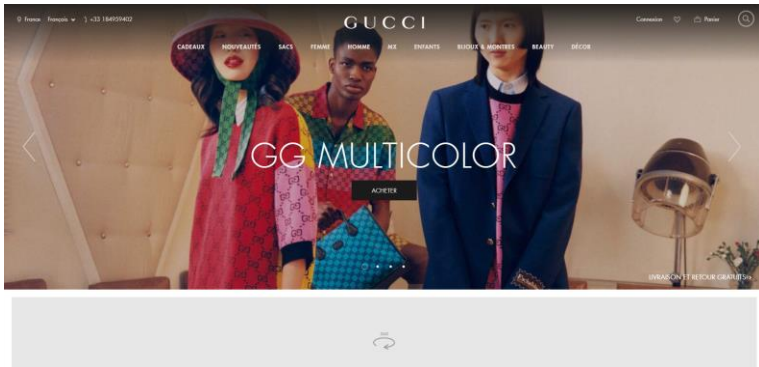 France Français +33 184959402
GUCCI
Connexion Panier
CADEAUX NOUVEAUTÉS SACS FEMME HOMME MX ENFANTS BIJOUX & MONTRES BEAUTY DÉCOR
GG MULTICOLOR
ACHETER
LIVRAISON ET RETOUR GRATUITS